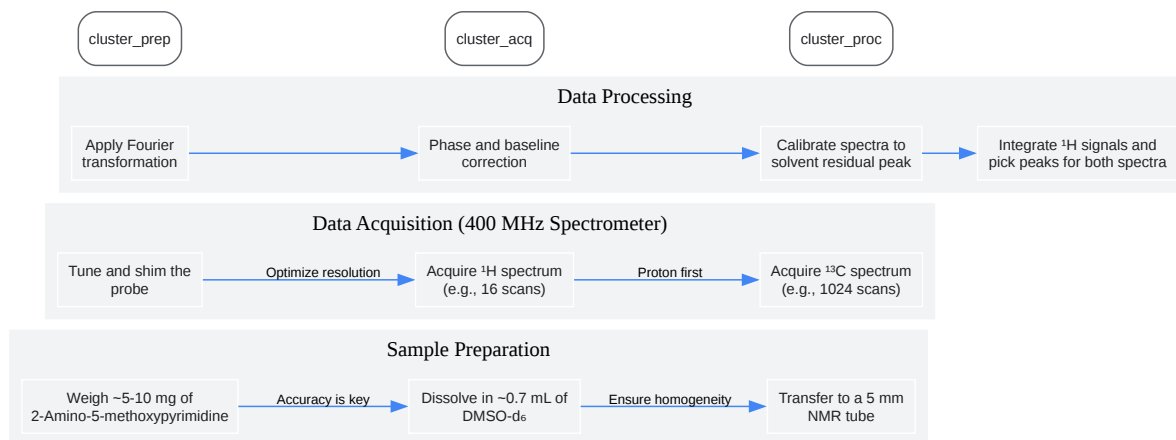 cluster_prep
cluster_acq
cluster_proc
Data Processing
Apply Fourier
transformation
Phase and baseline
correction
Calibrate spectra to
solvent residual peak
Integrate ¹H signals and
pick peaks for both spectra
Data Acquisition (400 MHz Spectrometer)
Tune and shim the
probe
Optimize resolution
Acquire ¹H spectrum
(e.g., 16 scans)
Proton first
Acquire ¹³C spectrum
(e.g., 1024 scans)
Sample Preparation
Weigh ~5-10 mg of
2-Amino-5-methoxypyrimidine
Accuracy is key
Dissolve in ~0.7 mL of
DMSO-d₆
Ensure homogeneity
Transfer to a 5 mm
NMR tube